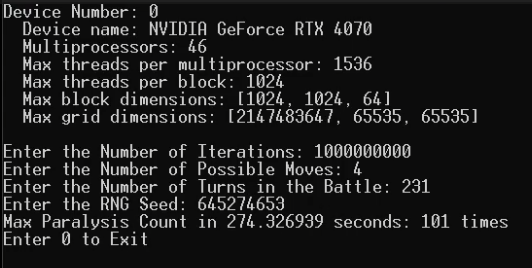 Device Number: 0
Device name: NVIDIA GeForce RTX 4070
Multiprocessors: 46
Max threads per multiprocessor: 1536
Max threads per block: 1024
Max block dimensions: [1024, 1024, 64]
Max grid dimensions: [2147483647, 65535, 65535]
Enter the Number of Iterations: 1000000000
Enter the Number of Possible Moves: 4
Enter the Number of Turns in the Battle: 231
Enter the RNG Seed: 645274653
Max Paralysis Count in 274.326939 seconds: 101 times
Enter 0 to Exit